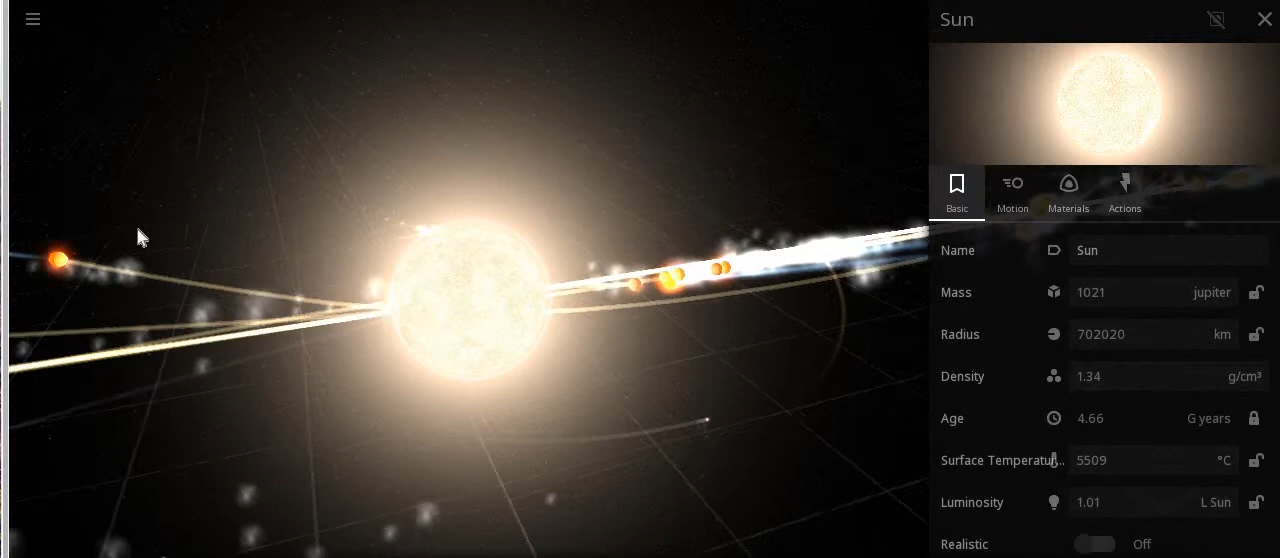 Sun
Basic
Motion
Materials
Actions
Name Sun
Mass 1021 jupiter
Radius 702020 km
Density 1.34 g/cm³
Age 4.66 G years
Surface Temperatur... 5509 °C
Luminosity 1.01 L Sun
Realistic Off